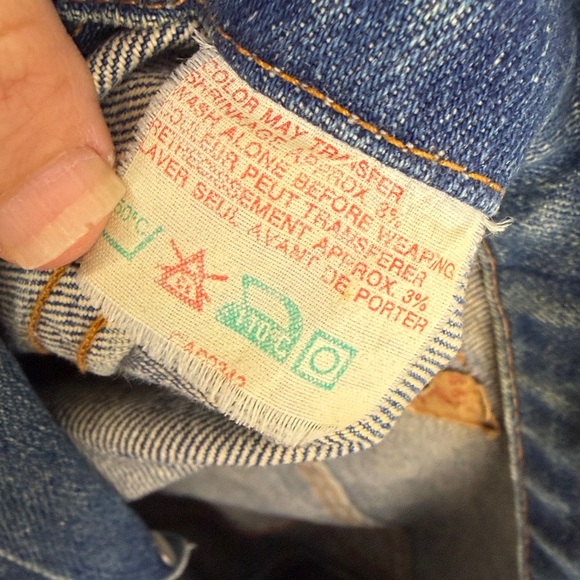 COLOR MAY TRANSFER
SHRINKAGE APPROX. 3%
WASH ALONE BEFORE WEARING
COULEUR PEUT TRANSFERER
RETRECISSEMENT APPROX. 3%
LAVER SEUL AVANT DE PORTER
50°C